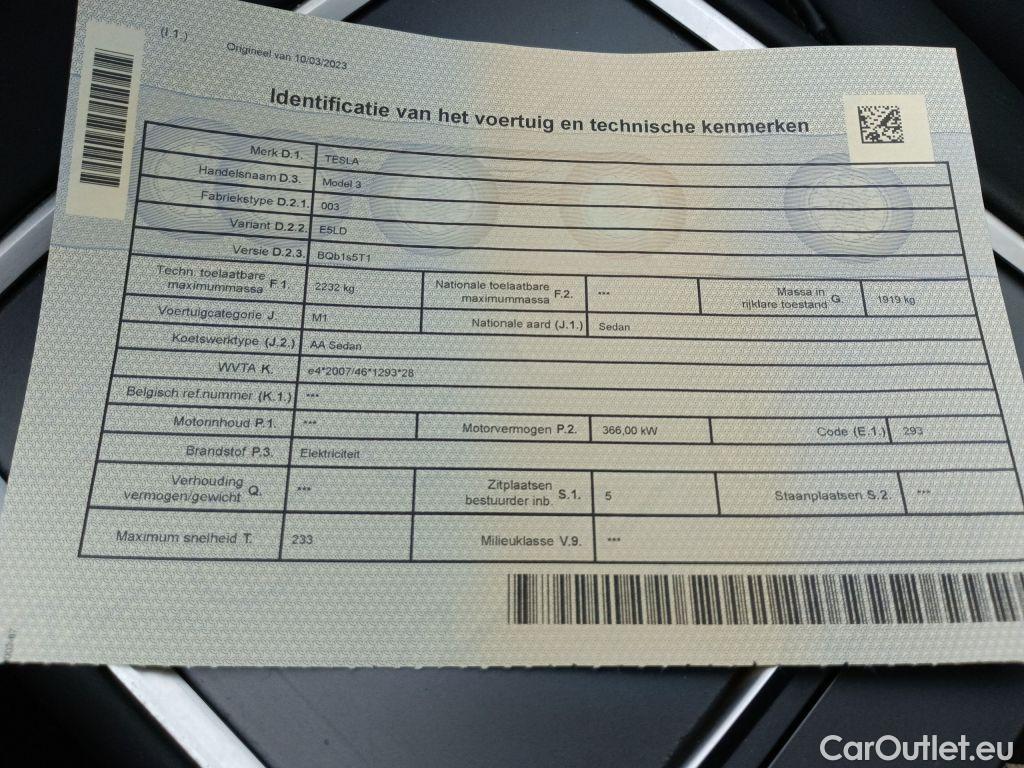 (I.1.)
Origineel van 10/03/2023
Identificatie van het voertuig en technische kenmerken
Merk D.1. TESLA
Handelsnaam D.3. Model 3
Fabriekstype D.2.1. 003
Variant D.2.2. E5LD
Versie D.2.3. BQb1s5T1
Techn. toelaatbare maximummassa F.1. 2232 kg Nationale toelaatbare maximummassa F.2. *** Massa in rijklare toestand G. 1919 kg
Voertuigcategorie J. M1 Nationale aard (J.1.) Sedan
Koetswerktype (J.2.) AA Sedan
WVTA K. e4*2007/46*1293*28
Belgisch ref.nummer (K.1.) ***
Motorinhoud P.1. *** Motorvermogen P.2. 366,00 kW Code (E.1.) 293
Brandstof P.3. Elektriciteit
Verhouding vermogen/gewicht Q. *** Zitplaatsen bestuurder inb. S.1. 5 Staanplaatsen S.2. ***
Maximum snelheid T. 233 Milieuklasse V.9. ***
CarOutlet.eu